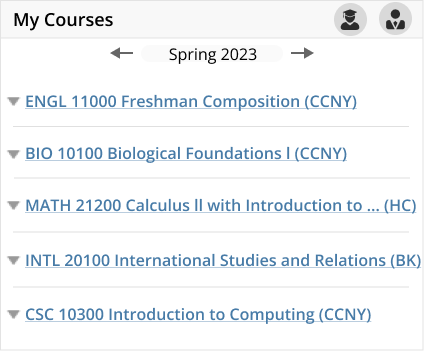 My Courses
Spring 2023
ENGL 11000 Freshman Composition (CCNY)
BIO 10100 Biological Foundations l (CCNY)
MATH 21200 Calculus ll with Introduction to ... (HC)
INTL 20100 International Studies and Relations (BK)
CSC 10300 Introduction to Computing (CCNY)